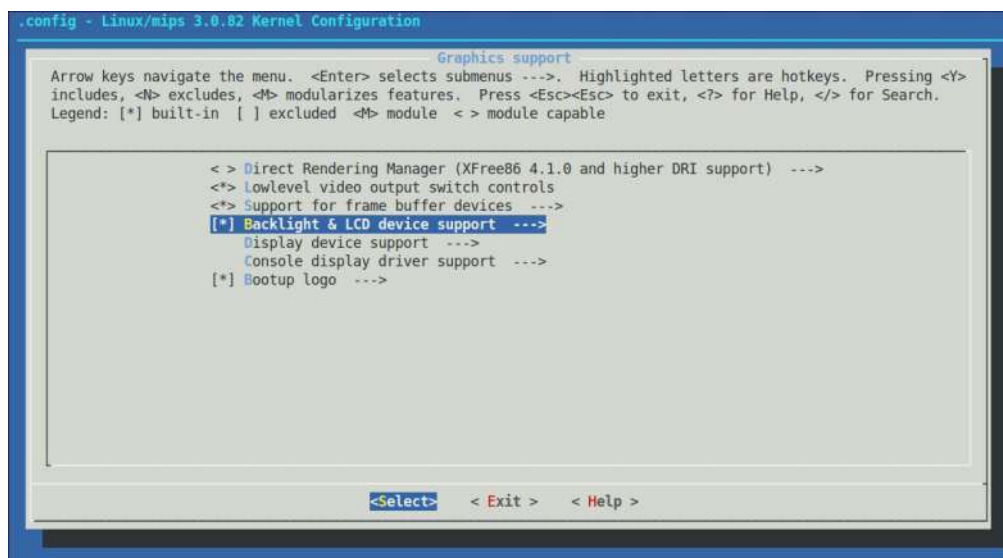 .config - Linux/mips 3.0.82 Kernel Configuration
Graphics support
Arrow keys navigate the menu.  <Enter> selects submenus --->.  Highlighted letters are hotkeys.  Pressing <Y>
includes, <N> excludes, <M> modularizes features.  Press <Esc><Esc> to exit, <?> for Help, </> for Search.
Legend: [*] built-in  [ ] excluded  <M> module  < > module capable
< > Direct Rendering Manager (XFree86 4.1.0 and higher DRI support)  --->
<*> Lowlevel video output switch controls
<*> Support for frame buffer devices  --->
[*] Backlight & LCD device support  --->
Display device support  --->
Console display driver support  --->
[*] Bootup logo  --->
<Select>    < Exit >    < Help >